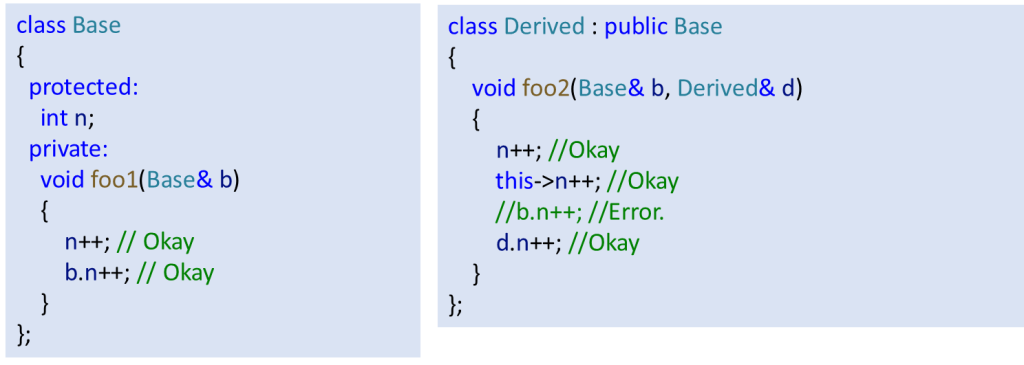 class Base
{
protected:
int n;
private:
void foo1(Base& b)
{
n++; // Okay
b.n++; // Okay
}
};
class Derived : public Base
{
void foo2(Base& b, Derived& d)
{
n++; //Okay
this->n++; //Okay
//b.n++; //Error.
d.n++; //Okay
}
};